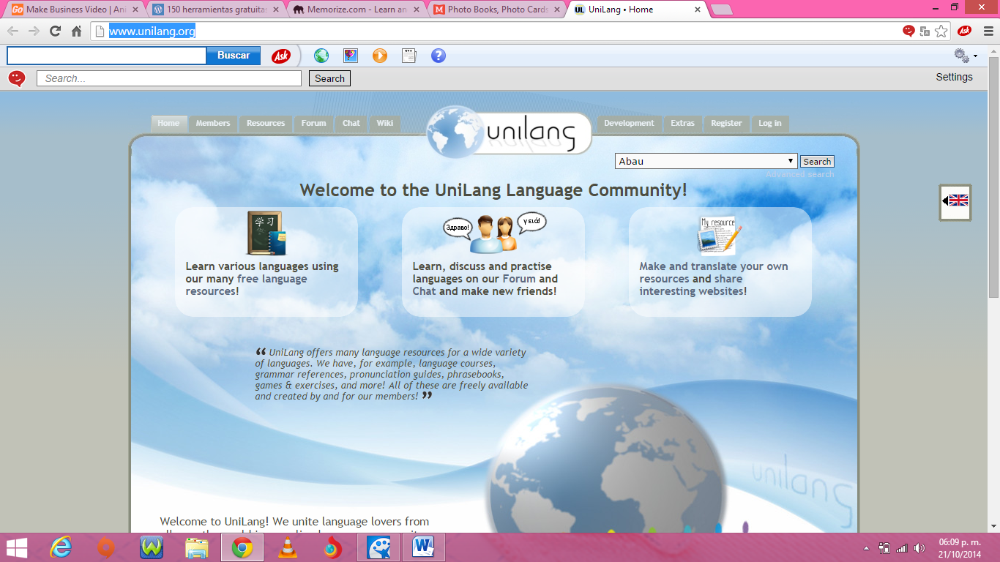 Make Business Video | Ani
150 herramientas gratuitas
Memorize.com - Learn an
Photo Books, Photo Cards
UniLang • Home
www.unilang.org
Ask
Buscar
Ask
Search...
Search
Settings
Home
Members
Resources
Forum
Chat
Wiki
unilang
Development
Extras
Register
Log in
Abau
Search
Advanced search
Welcome to the UniLang Language Community!
学习
Здраво!
γειά!
My resource
Learn various languages using
our many free language
resources!
Learn, discuss and practise
languages on our Forum and
Chat and make new friends!
Make and translate your own
resources and share
interesting websites!
“ UniLang offers many language resources for a wide variety
of languages. We have, for example, language courses,
grammar references, pronunciation guides, phrasebooks,
games & exercises, and more! All of these are freely available
and created by and for our members! ”
unilang
Welcome to UniLang! We unite language lovers from
06:09 p. m.
21/10/2014